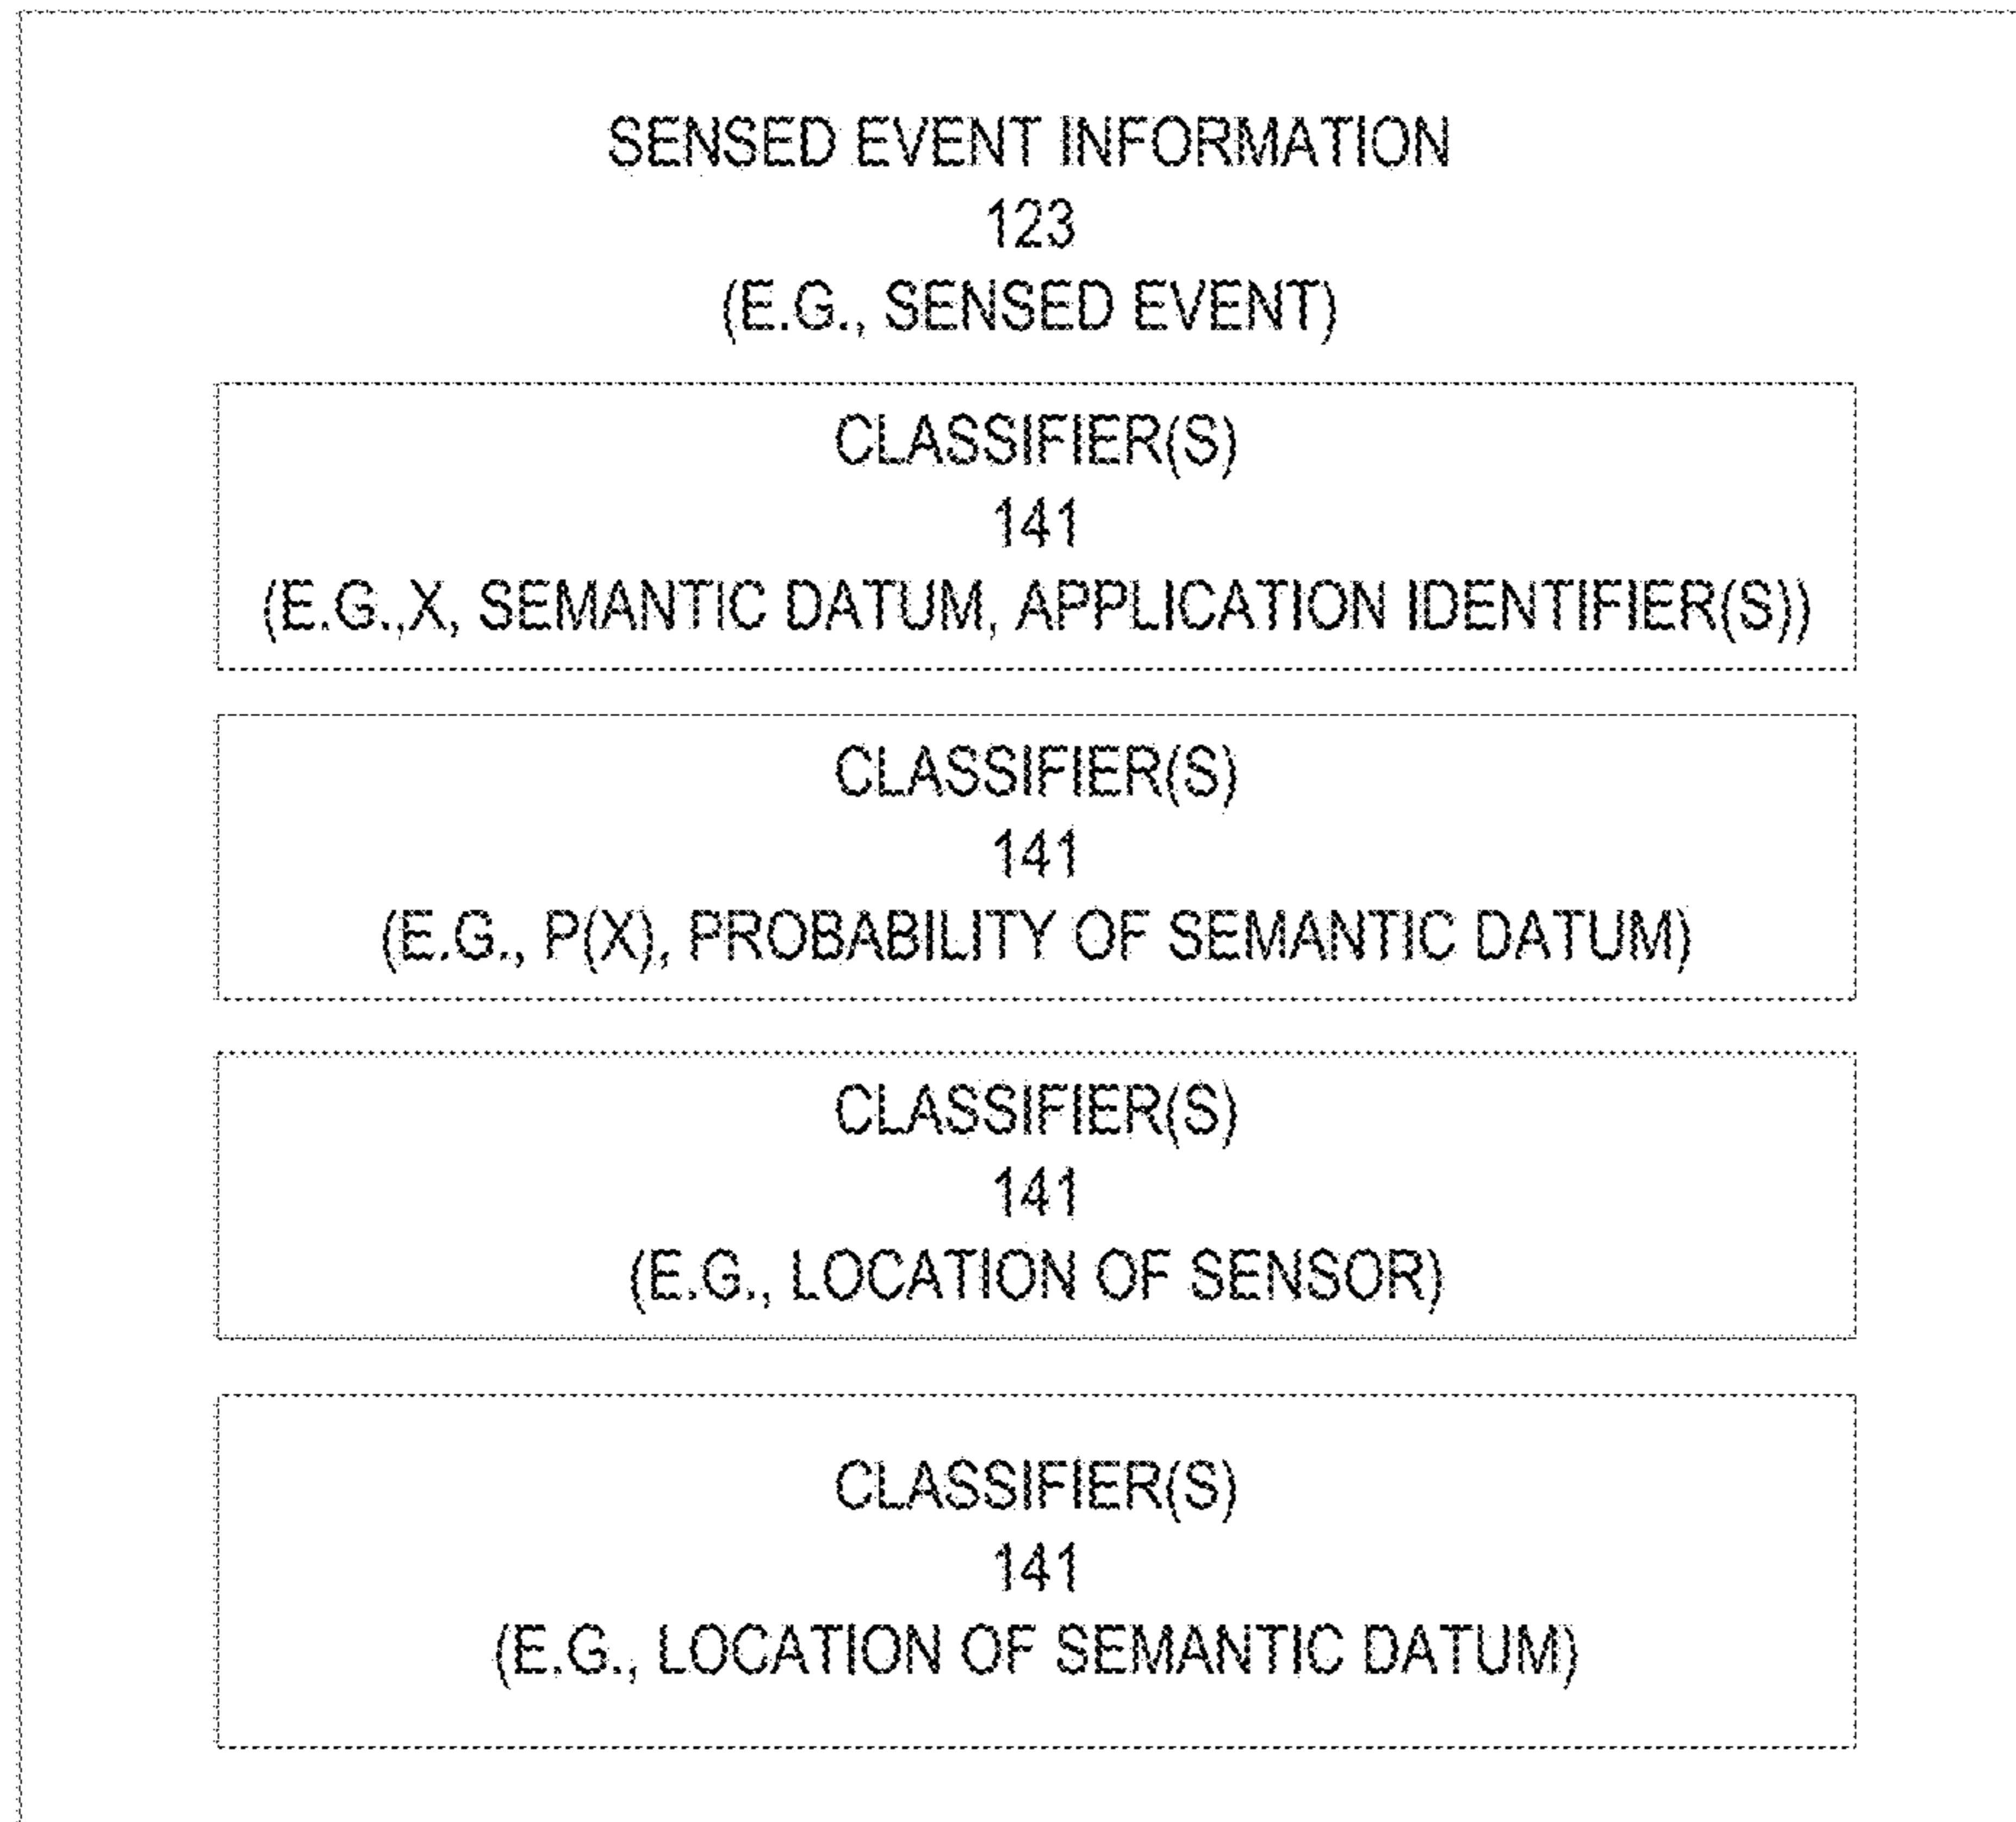 SENSED EVENT INFORMATION
123
(E.G., SENSED EVENT)
CLASSIFIER(S)
141
(E.G.,X, SEMANTIC DATUM, APPLICATION IDENTIFIER(S))
CLASSIFIER(S)
141
(E.G., P(X), PROBABILITY OF SEMANTIC DATUM)
CLASSIFIER(S)
141
(E.G., LOCATION OF SENSOR)
CLASSIFIER(S)
141
(E.G., LOCATION OF SEMANTIC DATUM)